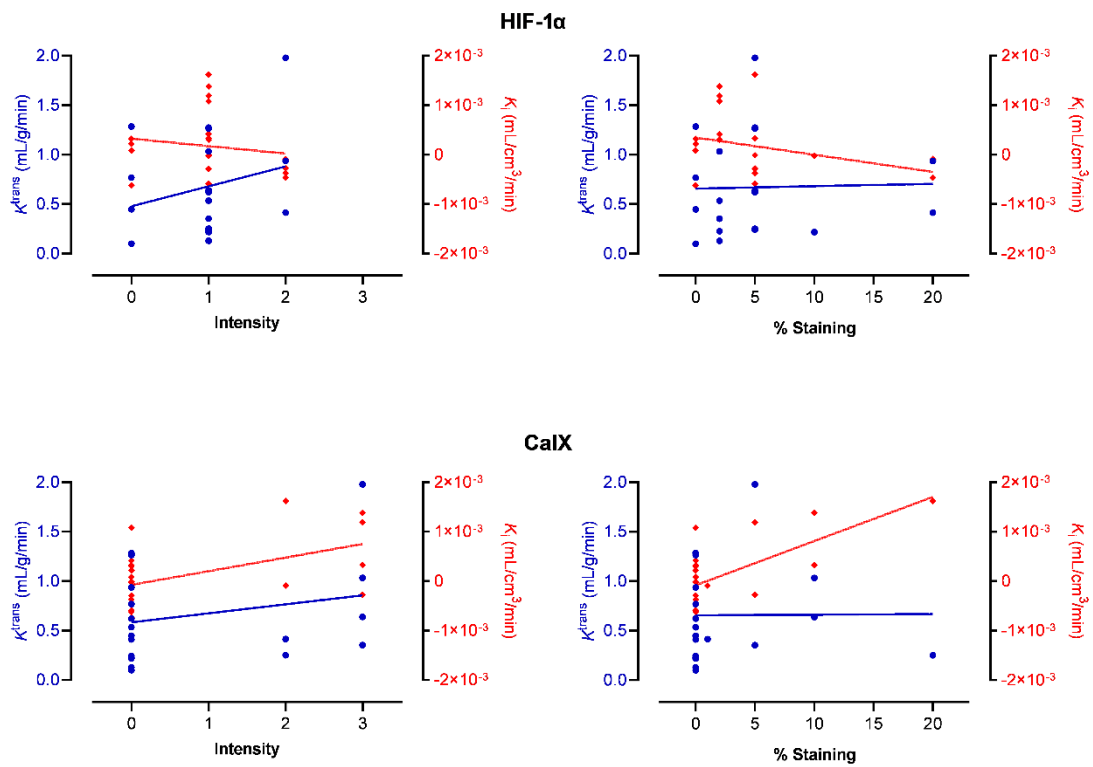 HIF-1α
2.0
1.5
1.0
0.5
0.0
Kᵗʳᵃⁿˢ (mL/g/min)
2×10⁻³
1×10⁻³
0
-1×10⁻³
-2×10⁻³
Kᵢ (mL/cm³/min)
0 1 2 3
Intensity
2.0
1.5
1.0
0.5
0.0
Kᵗʳᵃⁿˢ (mL/g/min)
2×10⁻³
1×10⁻³
0
-1×10⁻³
-2×10⁻³
Kᵢ (mL/cm³/min)
0 5 10 15 20
% Staining
CalX
2.0
1.5
1.0
0.5
0.0
Kᵗʳᵃⁿˢ (mL/g/min)
2×10⁻³
1×10⁻³
0
-1×10⁻³
-2×10⁻³
Kᵢ (mL/cm³/min)
0 1 2 3
Intensity
2.0
1.5
1.0
0.5
0.0
Kᵗʳᵃⁿˢ (mL/g/min)
2×10⁻³
1×10⁻³
0
-1×10⁻³
-2×10⁻³
Kᵢ (mL/cm³/min)
0 5 10 15 20
% Staining